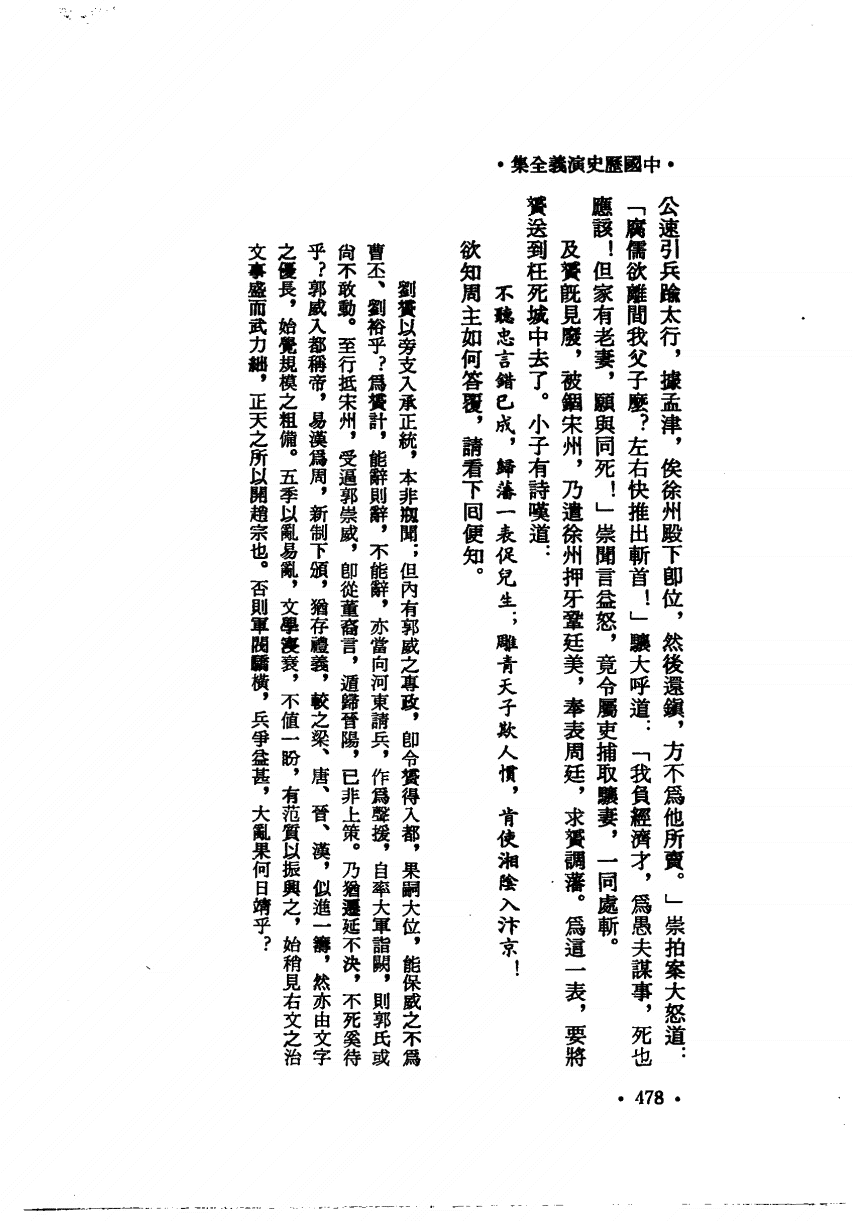 •中國歷史演義全集•
公速引兵踰太行，據孟津，俟徐州殿下卽位，然後還鎮，方不爲他所賣。」崇拍案大怒道：
「腐儒欲離間我父子麼？左右快推出斬首！」驤大呼道：「我負經濟才，爲愚夫謀事，死也
應該！但家有老妻，願與同死！」崇聞言益怒，竟令屬吏捕取驤妻，一同處斬。
及贇旣見廢，被錮宋州，乃遣徐州押牙鞏廷美，奉表周廷，求贇調藩。爲這一表，要將
贇送到枉死城中去了。小子有詩嘆道：
不聽忠言錯已成，歸藩一表促兒生；雕青天子欺人慣，肯使湘陰入汴京！
欲知周主如何答覆，請看下回便知。
劉贇以旁支入承正統，本非覬聞；但內有郭威之專政，卽令贇得入都，果嗣大位，能保威之不爲
曹丕、劉裕乎？爲贇計，能辭則辭，不能辭，亦當向河東請兵，作爲聲援，自率大軍詣闕，則郭氏或
尙不敢動。至行抵宋州，受逼郭崇威，卽從董裔言，遁歸晉陽，已非上策。乃猶遷延不決，不死奚待
乎？郭威入都稱帝，易漢爲周，新制下頒，猶存禮義，較之梁、唐、晉、漢，似進一籌，然亦由文字
之優長，始覺規模之粗備。五季以亂易亂，文學寖衰，不值一盼，有范質以振興之，始稍見右文之治
文事盛而武力絀，正天之所以開趙宗也。否則軍閥驕橫，兵爭益甚，大亂果何日靖乎？
•478•